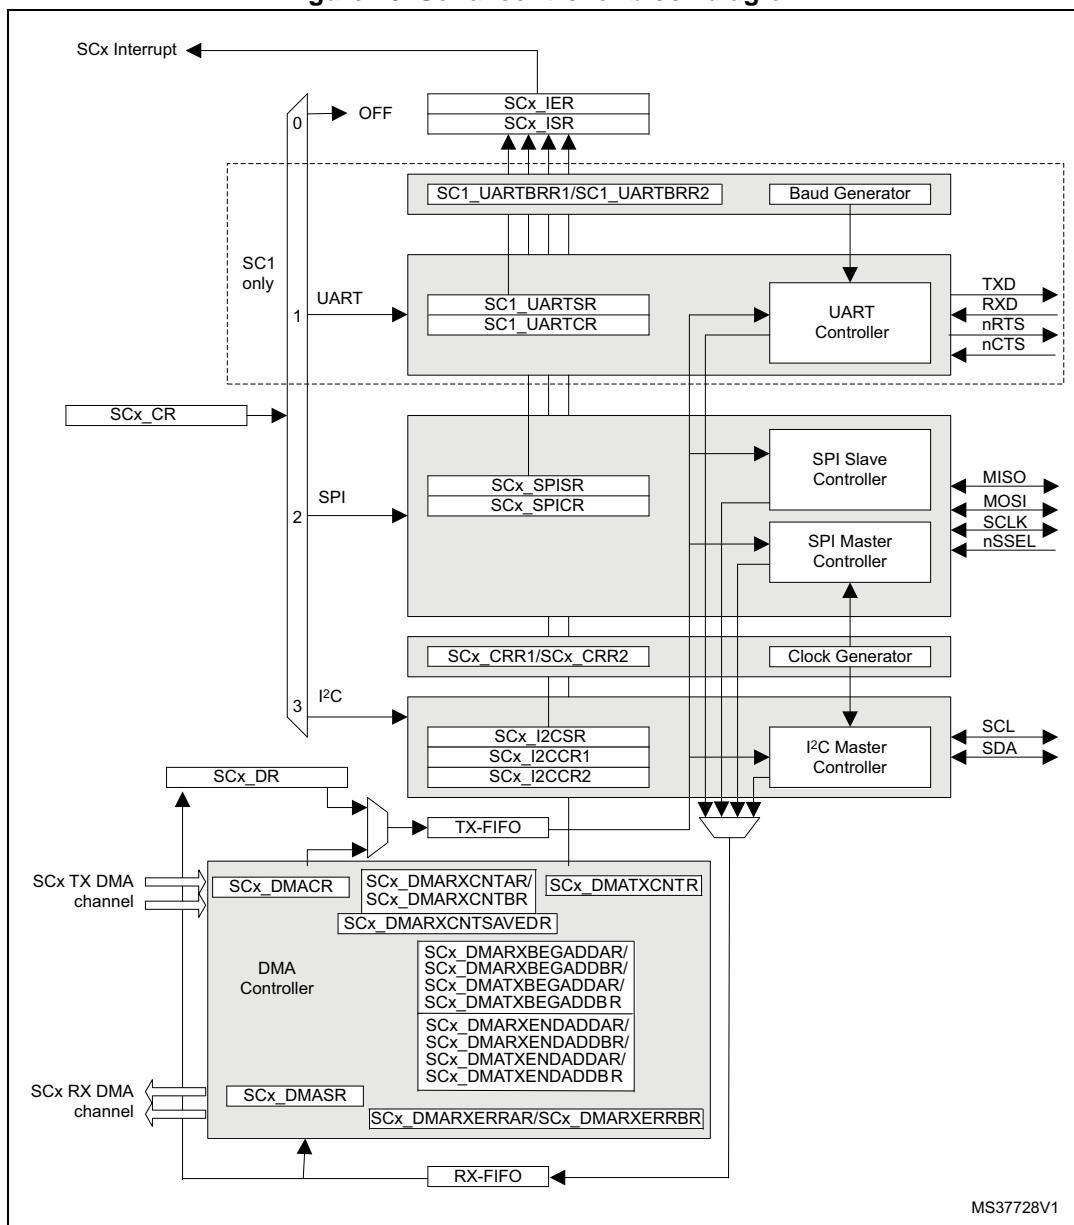 SCx Interrupt
SCx_IER
SCx_ISR
0
OFF
SC1_UARTBRR1/SC1_UARTBRR2
Baud Generator
SC1
only
UART
1
SC1_UARTSR
SC1_UARTCR
UART
Controller
TXD
RXD
nRTS
nCTS
SCx_CR
SPI
2
SCx_SPISR
SCx_SPICR
SPI Slave
Controller
SPI Master
Controller
MISO
MOSI
SCLK
nSSEL
SCx_CRR1/SCx_CRR2
Clock Generator
I²C
3
SCx_I2CSR
SCx_I2CCR1
SCx_I2CCR2
I²C Master
Controller
SCL
SDA
SCx_DR
TX-FIFO
SCx TX DMA
channel
SCx_DMACR
SCx_DMARXCNTAR/
SCx_DMARXCNTBR
SCx_DMATXCNTR
SCx_DMARXCNTSAVEDR
DMA
Controller
SCx_DMARXBEGADDAR/
SCx_DMARXBEGADDBR/
SCx_DMATXBEGADDAR/
SCx_DMATXBEGADDBR
SCx_DMARXENDADDAR/
SCx_DMARXENDADDBR/
SCx_DMATXENDADDAR/
SCx_DMATXENDADDBR
SCx RX DMA
channel
SCx_DMASR
SCx_DMARXERRAR/SCx_DMARXERRBR
RX-FIFO
MS37728V1